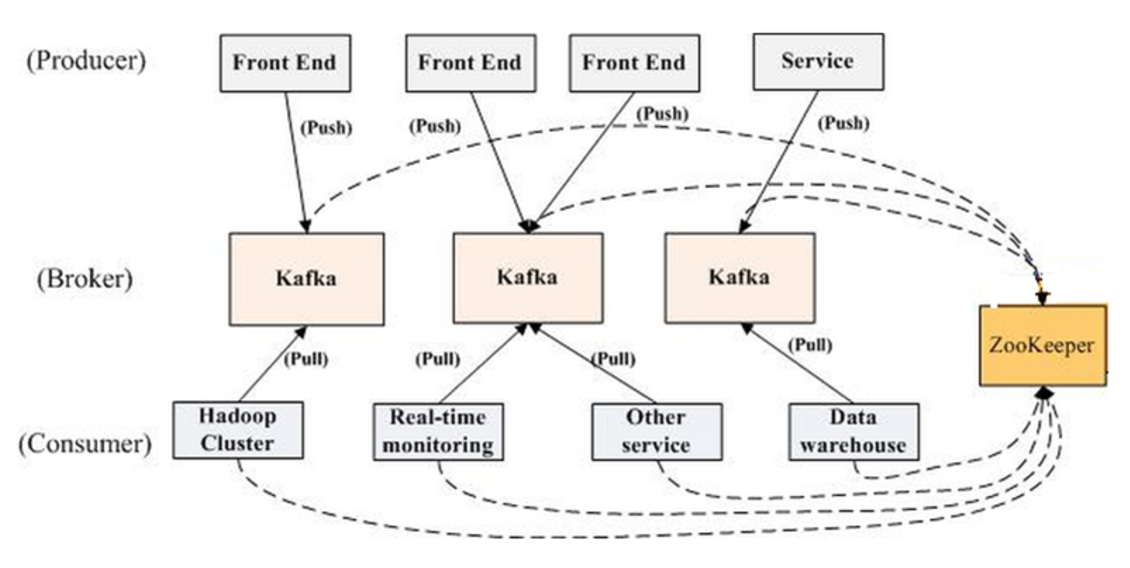 (Producer)
Front End
Front End
Front End
Service
(Push)
(Push)
(Push)
(Push)
(Broker)
Kafka
Kafka
Kafka
ZooKeeper
(Pull)
(Pull)
(Pull)
(Pull)
(Consumer)
Hadoop
Cluster
Real-time
monitoring
Other
service
Data
warehouse